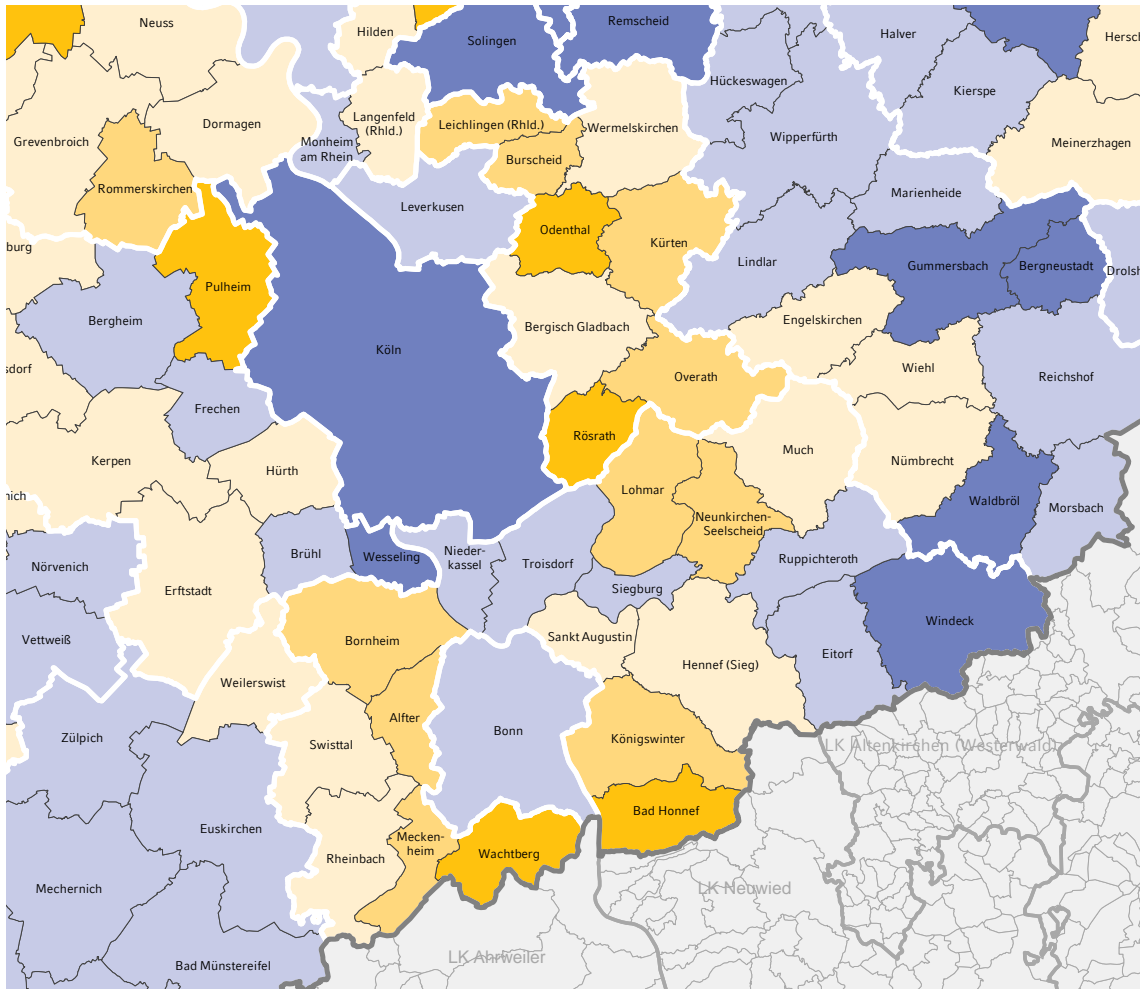 Neuss
Hilden
Solingen
Remscheid
Halver
Hersch
Hückeswagen
Kierspe
Grevenbroich
Dormagen
Monheim
am Rhein
Langenfeld
(Rhld.)
Leichlingen (Rhld.)
Wermelskirchen
Wipperfürth
Meinerzhagen
Burscheid
Rommerskirchen
Leverkusen
Marienheide
Odenthal
Kürten
burg
Lindlar
Gummersbach
Bergneustadt
Drolsh
Pulheim
Bergheim
Köln
Bergisch Gladbach
Engelskirchen
sdorf
Wiehl
Reichshof
Overath
Frechen
Rösrath
Much
Kerpen
Hürth
Nümbrecht
Lohmar
nich
Waldbröl
Morsbach
Neunkirchen-
Seelscheid
Nörvenich
Brühl
Wesseling
Nieder-
kassel
Troisdorf
Ruppichteroth
Erftstadt
Siegburg
Windeck
Vettweiß
Bornheim
Sankt Augustin
Hennef (Sieg)
Eitorf
Weilerswist
Alfter
Zülpich
Swisttal
Bonn
Königswinter
LK Altenkirchen (Westerwald)
Bad Honnef
Euskirchen
Mecken-
heim
Wachtberg
Rheinbach
Mechernich
LK Neuwied
LK Ahrweiler
Bad Münstereifel